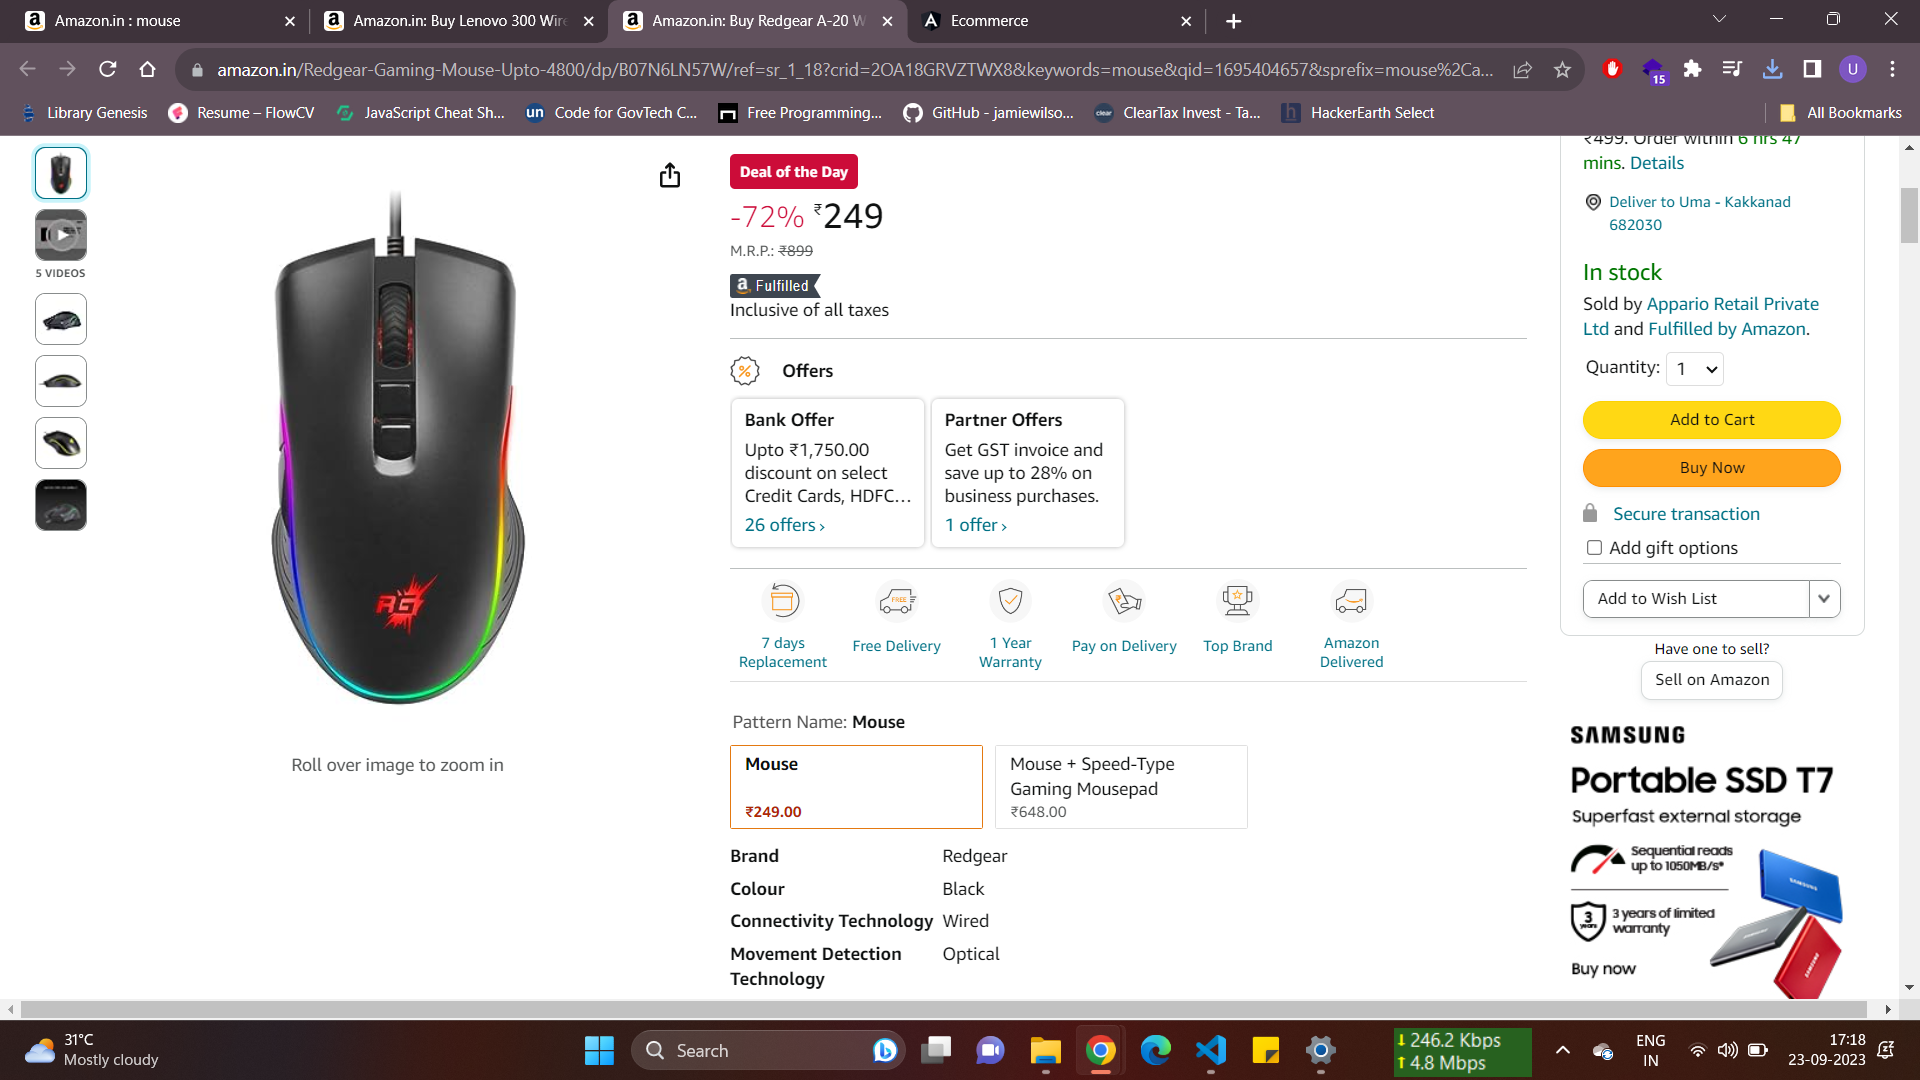 Amazon.in : mouse
Amazon.in: Buy Lenovo 300 Wire
Amazon.in: Buy Redgear A-20 W
Ecommerce
amazon.in/Redgear-Gaming-Mouse-Upto-4800/dp/B07N6LN57W/ref=sr_1_18?crid=2OA18GRVZTWX8&keywords=mouse&qid=1695404657&sprefix=mouse%2Ca...
15
U
Library Genesis
Resume – FlowCV
JavaScript Cheat Sh...
un Code for GovTech C...
Free Programming...
GitHub - jamiewilso...
clear ClearTax Invest - Ta...
h HackerEarth Select
All Bookmarks
5 VIDEOS
RG
Roll over image to zoom in
Deal of the Day
-72% ₹249
M.R.P.: ₹899
a Fulfilled
Inclusive of all taxes
Offers
Bank Offer
Upto ₹1,750.00
discount on select
Credit Cards, HDFC...
26 offers ›
Partner Offers
Get GST invoice and
save up to 28% on
business purchases.
1 offer ›
7 days
Replacement
FREE
Free Delivery
1 Year
Warranty
Pay on Delivery
Top Brand
Amazon
Delivered
Pattern Name: Mouse
Mouse
₹249.00
Mouse + Speed-Type
Gaming Mousepad
₹648.00
Brand Redgear
Colour Black
Connectivity Technology Wired
Movement Detection Optical
Technology
₹499. Order within 6 hrs 47
mins. Details
Deliver to Uma - Kakkanad
682030
In stock
Sold by Appario Retail Private
Ltd and Fulfilled by Amazon.
Quantity: 1
Add to Cart
Buy Now
Secure transaction
Add gift options
Add to Wish List
Have one to sell?
Sell on Amazon
SAMSUNG
Portable SSD T7
Superfast external storage
Sequential reads
up to 1050MB/s*
3 years
3 years of limited
warranty
Buy now
SAMSUNG
SAMSUNG
SAMSUNG
31°C
Mostly cloudy
Search
↓ 246.2 Kbps
↑ 4.8 Mbps
ENG
IN
17:18
23-09-2023